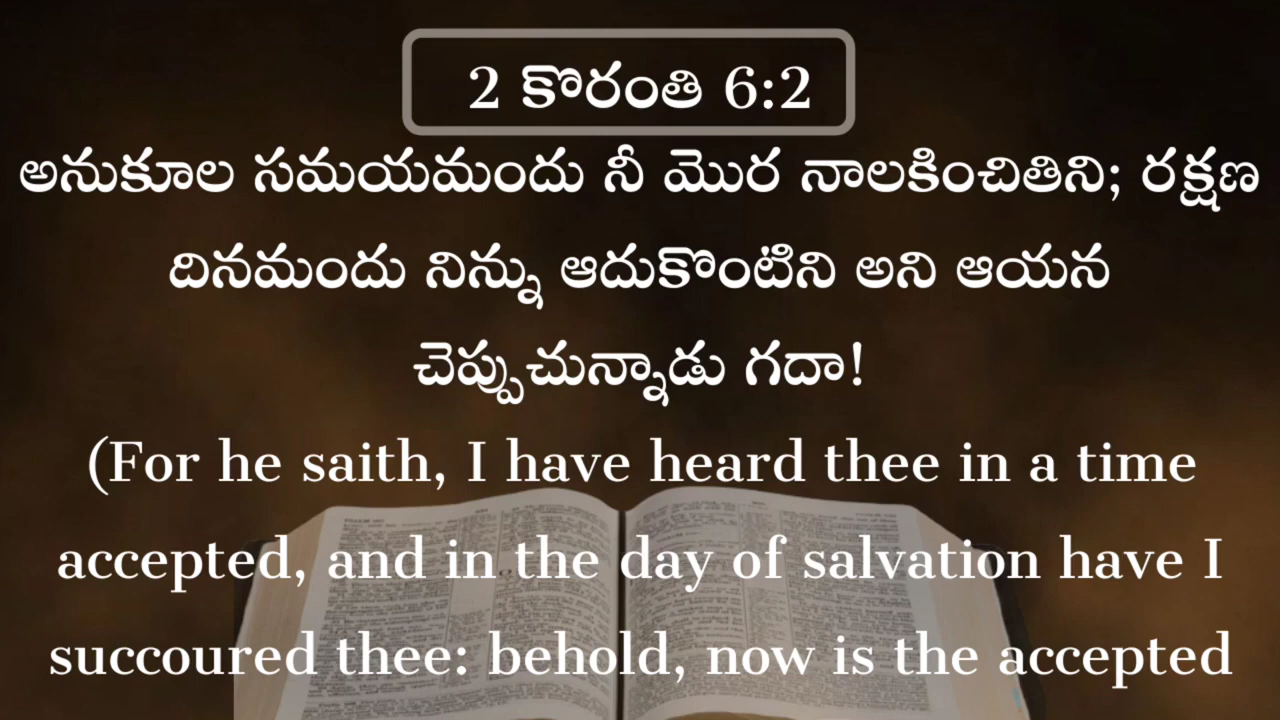 2 కొరంతి 6:2
అనుకూల సమయమందు నీ మొర నాలకించితిని; రక్షణ
దినమందు నిన్ను ఆదుకొంటిని అని ఆయన
చెప్పుచున్నాడు గదా!
(For he saith, I have heard thee in a time
accepted, and in the day of salvation have I
succoured thee: behold, now is the accepted